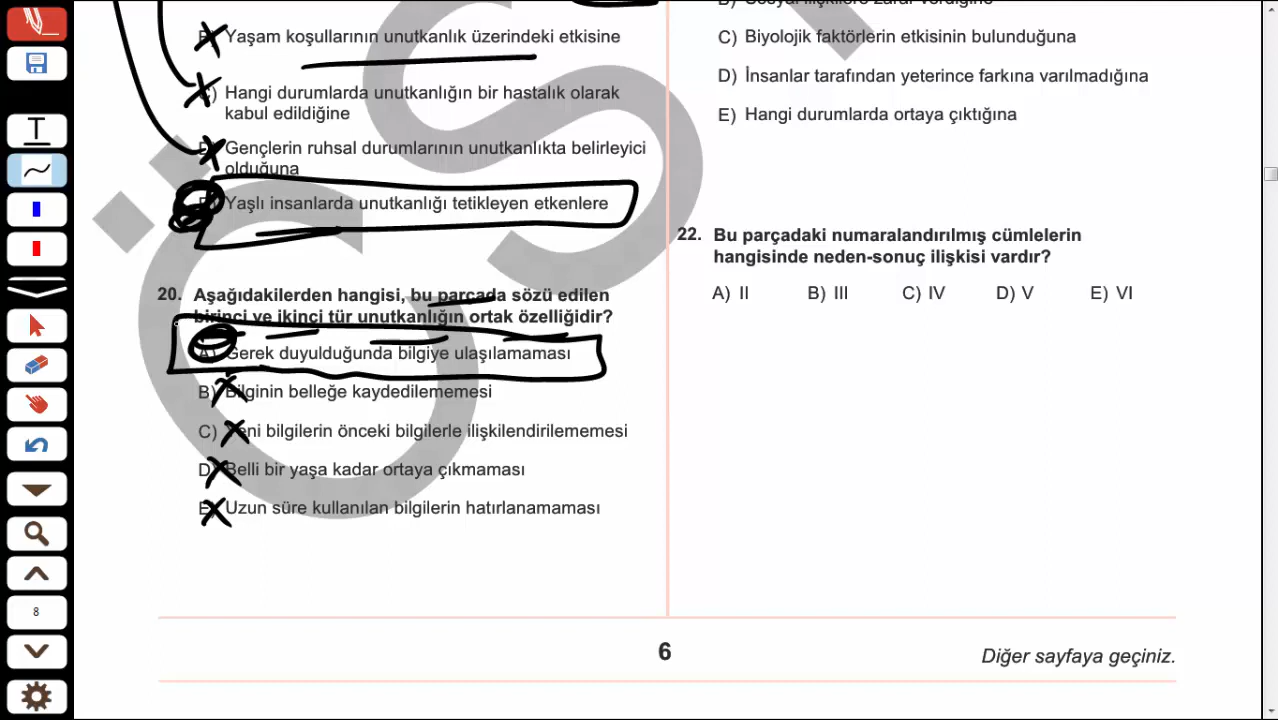 B) Yaşam koşullarının unutkanlık üzerindeki etkisine
C) Hangi durumlarda unutkanlığın bir hastalık olarak
kabul edildiğine
D) Gençlerin ruhsal durumlarının unutkanlıkta belirleyici
olduğuna
E) Yaşlı insanlarda unutkanlığı tetikleyen etkenlere
20. Aşağıdakilerden hangisi, bu parçada sözü edilen
birinci ve ikinci tür unutkanlığın ortak özelliğidir?
A) Gerek duyulduğunda bilgiye ulaşılamaması
B) Bilginin belleğe kaydedilememesi
C) Yeni bilgilerin önceki bilgilerle ilişkilendirilememesi
D) Belli bir yaşa kadar ortaya çıkmaması
E) Uzun süre kullanılan bilgilerin hatırlanamaması
B) Sosyal ilişkilere zarar verdiğine
C) Biyolojik faktörlerin etkisinin bulunduğuna
D) İnsanlar tarafından yeterince farkına varılmadığına
E) Hangi durumlarda ortaya çıktığına
22. Bu parçadaki numaralandırılmış cümlelerin
hangisinde neden-sonuç ilişkisi vardır?
A) II B) III C) IV D) V E) VI
6
Diğer sayfaya geçiniz.
T
8